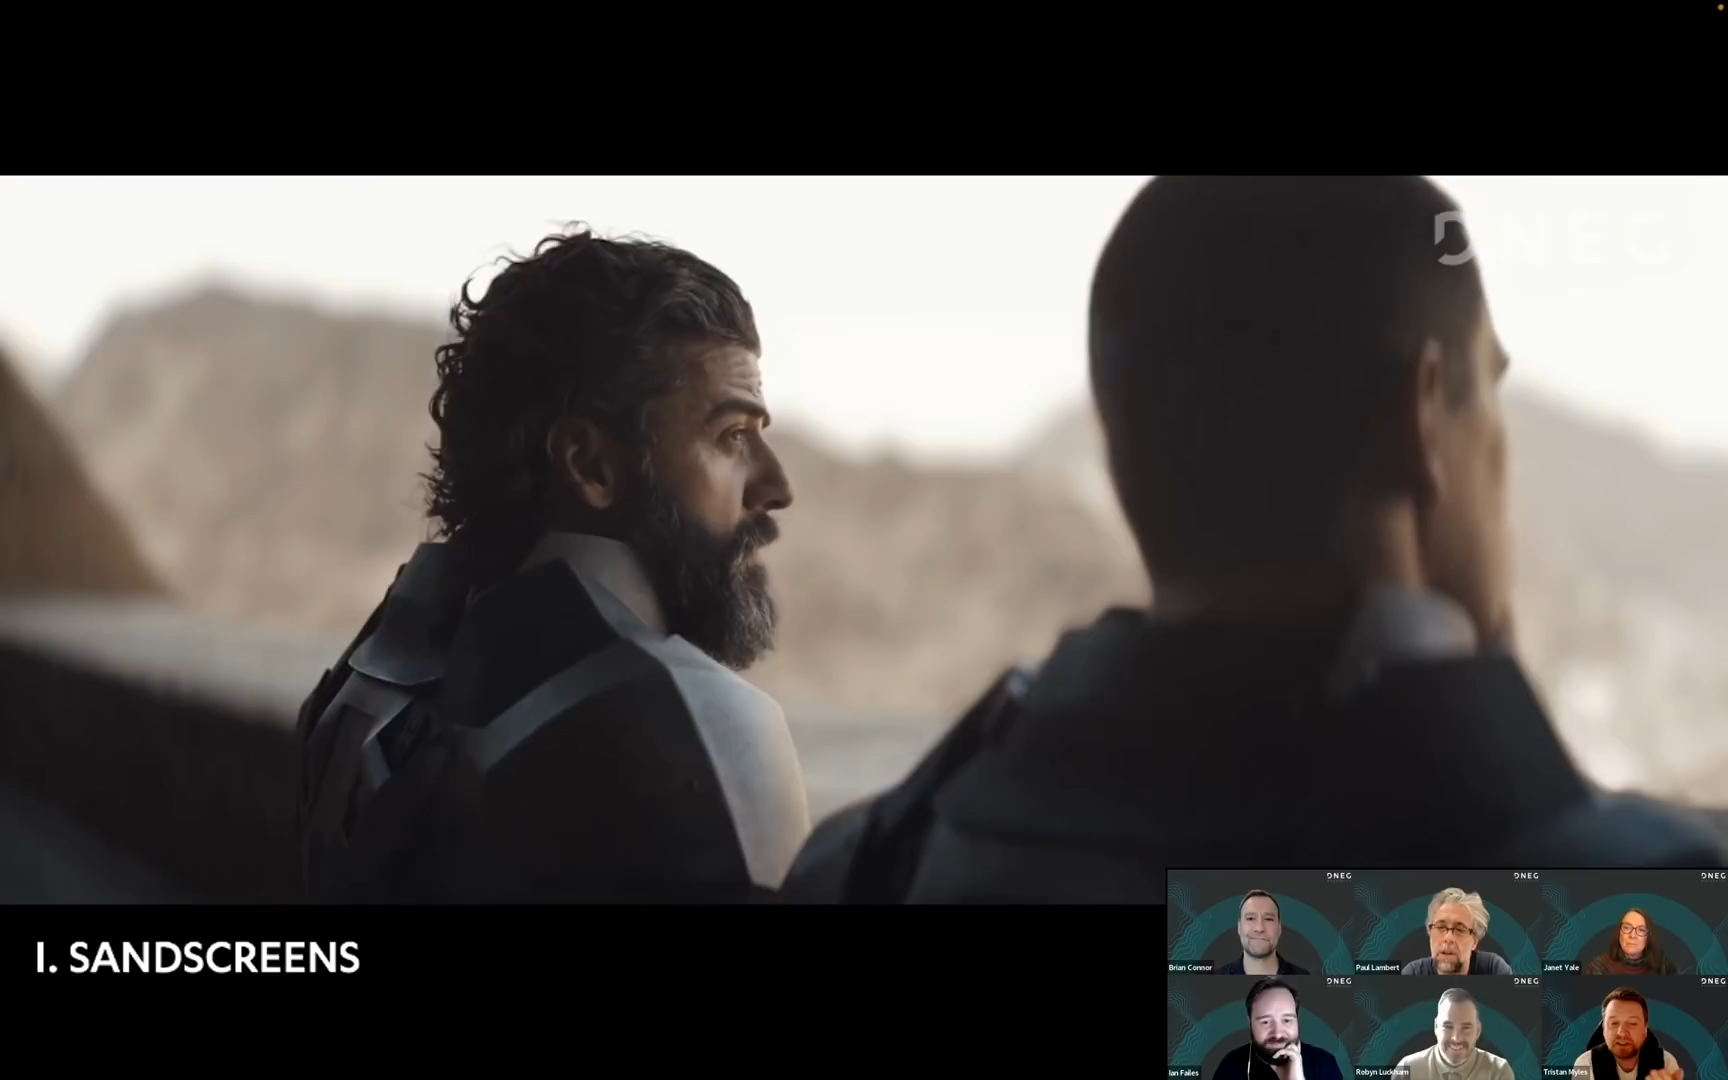 DNEG
I. SANDSCREENS
DNEG
DNEG
DNEG
Brian Connor
Paul Lambert
Janet Yale
DNEG
DNEG
DNEG
Ian Failes
Robyn Luckham
Tristan Myles